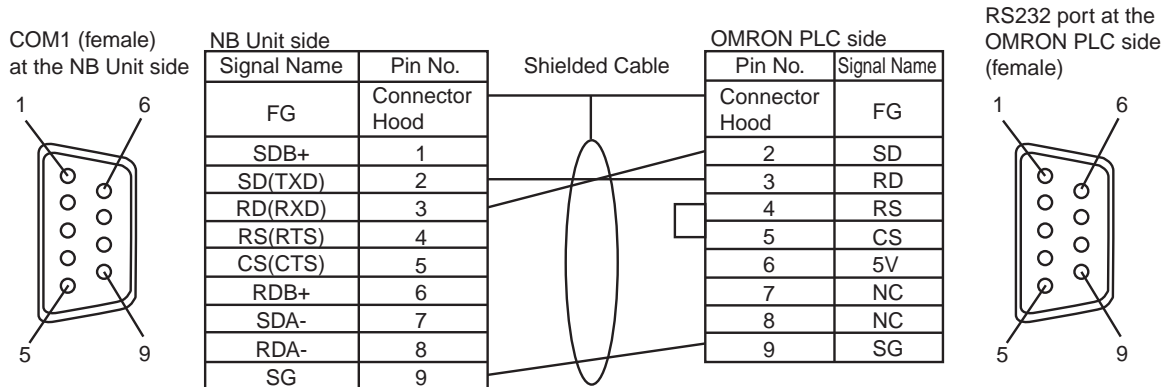 COM1 (female)
at the NB Unit side
1 6
5 9
NB Unit side
Signal Name Pin No.
FG Connector Hood
SDB+ 1
SD(TXD) 2
RD(RXD) 3
RS(RTS) 4
CS(CTS) 5
RDB+ 6
SDA- 7
RDA- 8
SG 9
Shielded Cable
OMRON PLC side
Pin No. Signal Name
Connector Hood FG
2 SD
3 RD
4 RS
5 CS
6 5V
7 NC
8 NC
9 SG
RS232 port at the
OMRON PLC side
(female)
1 6
5 9